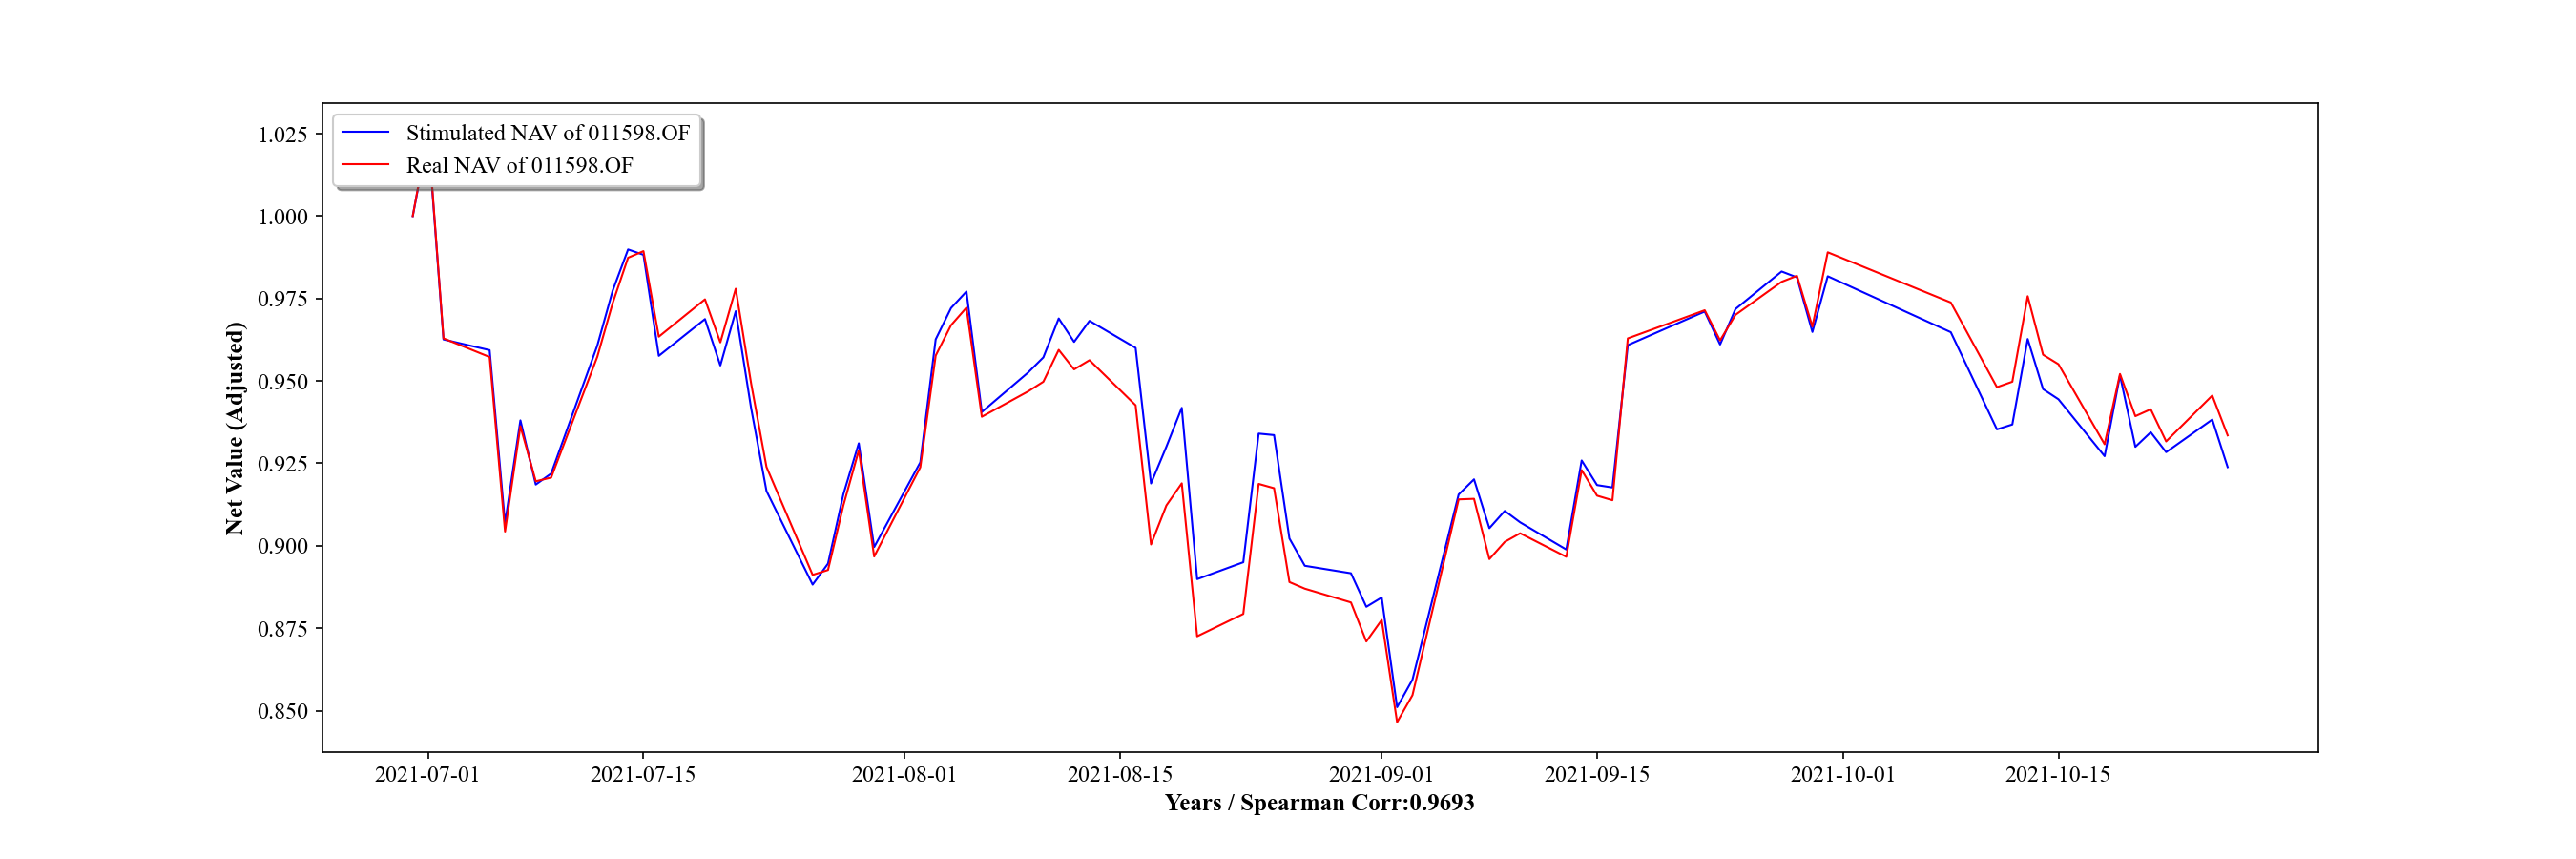 Stimulated NAV of 011598.OF
Real NAV of 011598.OF
Net Value (Adjusted)
1.025
1.000
0.975
0.950
0.925
0.900
0.875
0.850
2021-07-01 2021-07-15 2021-08-01 2021-08-15 2021-09-01 2021-09-15 2021-10-01 2021-10-15
Years / Spearman Corr:0.9693